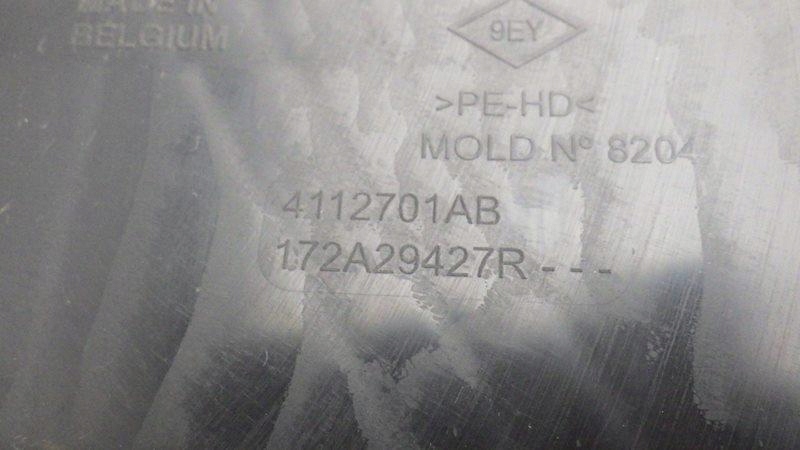 MADE IN
BELGIUM
9EY
>PE-HD<
MOLD Nº 8204
4112701AB
172A29427R - - -